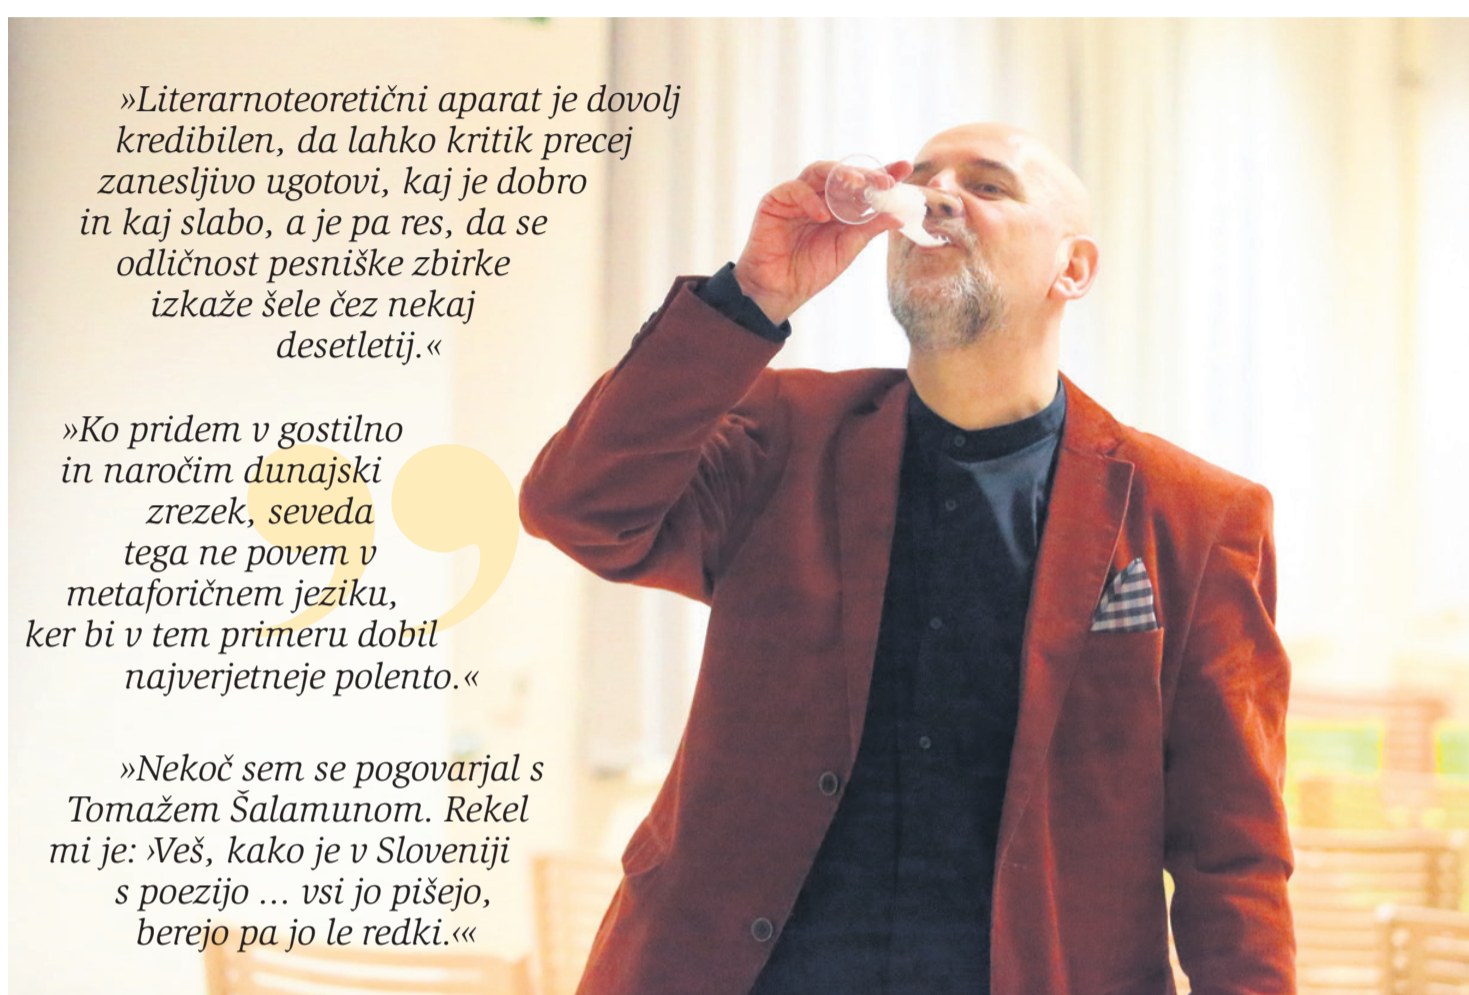 »Literarnoteoretični aparat je dovolj
kredibilen, da lahko kritik precej
zanesljivo ugotovi, kaj je dobro
in kaj slabo, a je pa res, da se
odličnost pesniške zbirke
izkaže šele čez nekaj
desetletij.«
»Ko pridem v gostilno
in naročim dunajski
zrezek, seveda
tega ne povem v
metaforičnem jeziku,
ker bi v tem primeru dobil
najverjetneje polento.«
»Nekoč sem se pogovarjal s
Tomažem Šalamunom. Rekel
mi je: ›Veš, kako je v Sloveniji
s poezijo ... vsi jo pišejo,
berejo pa jo le redki.‹«